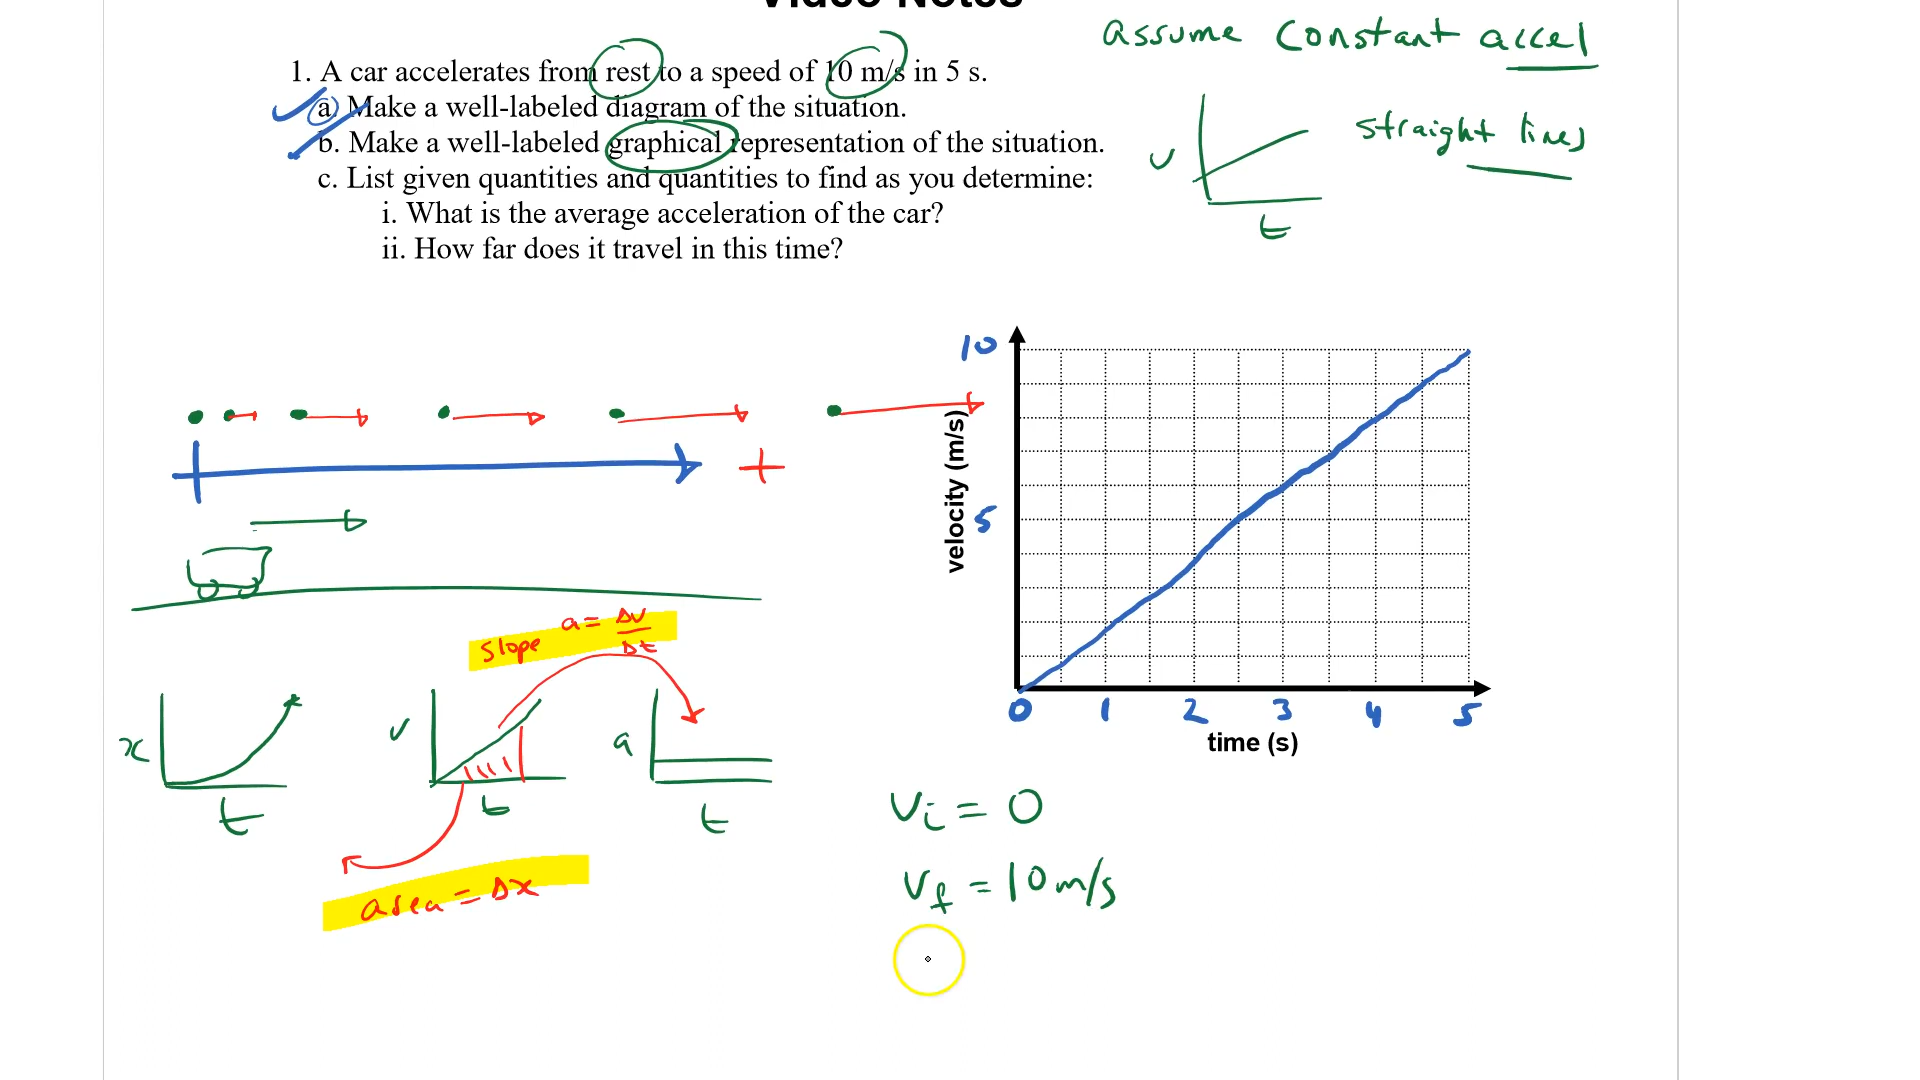 Video Notes
assume constant accel
1. A car accelerates from rest to a speed of 10 m/s in 5 s.
a) Make a well-labeled diagram of the situation.
b. Make a well-labeled graphical representation of the situation.
c. List given quantities and quantities to find as you determine:
i. What is the average acceleration of the car?
ii. How far does it travel in this time?
straight lines
v
t
10
5
velocity (m/s)
0 1 2 3 4 5
time (s)
+
slope a = Δv/Δt
x
t
v
t
a
t
area = Δx
vi = 0
vf = 10 m/s